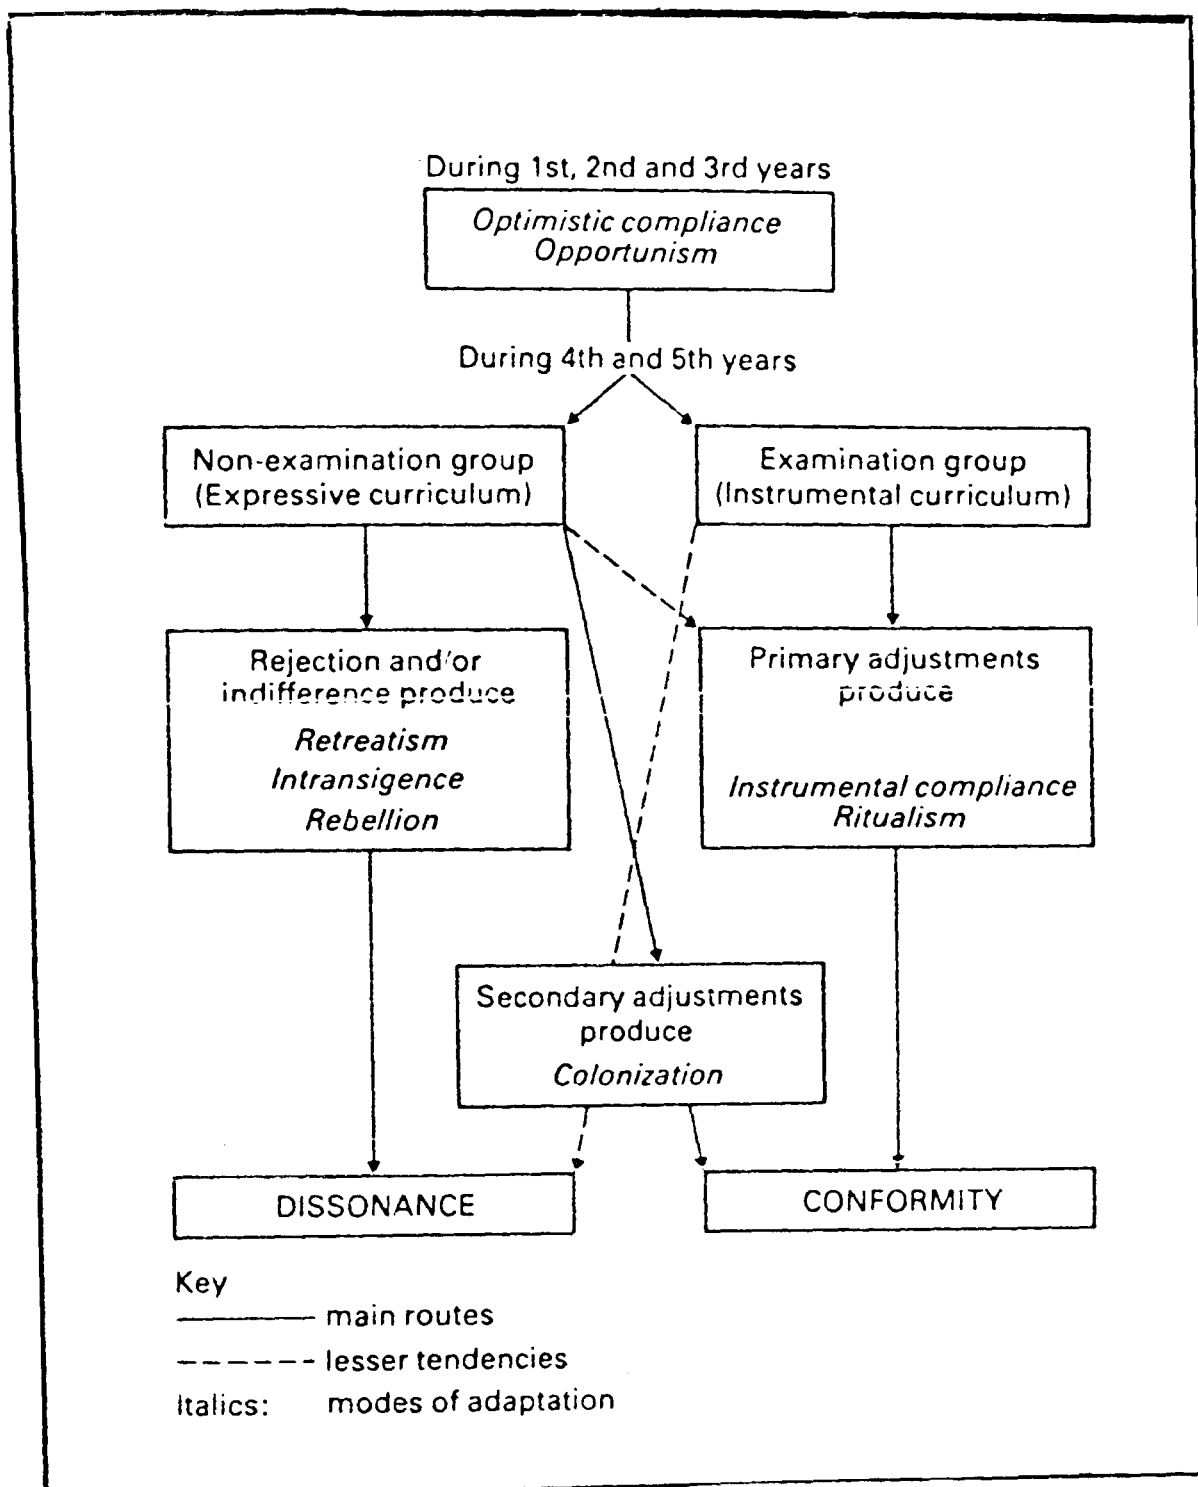 During 1st, 2nd and 3rd years
Optimistic compliance
Opportunism
During 4th and 5th years
Non-examination group
(Expressive curriculum)
Examination group
(Instrumental curriculum)
Rejection and/or
indifference produce
Retreatism
Intransigence
Rebellion
Primary adjustments
produce
Instrumental compliance
Ritualism
Secondary adjustments
produce
Colonization
DISSONANCE
CONFORMITY
Key
main routes
lesser tendencies
Italics: modes of adaptation